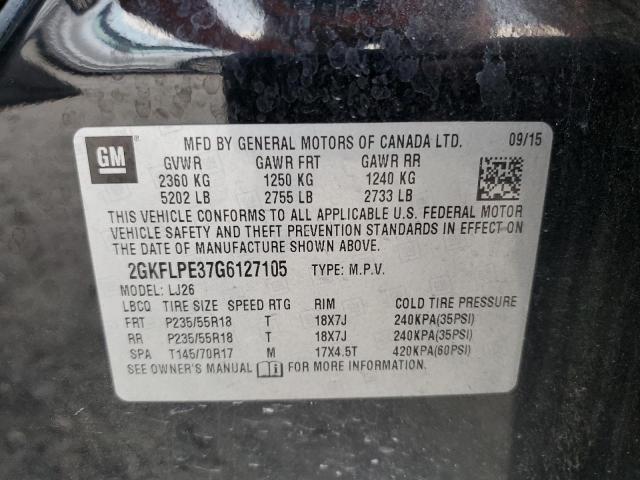 GM
MFD BY GENERAL MOTORS OF CANADA LTD. 09/15
GVWR GAWR FRT GAWR RR
2360 KG 1250 KG 1240 KG
5202 LB 2755 LB 2733 LB
THIS VEHICLE CONFORMS TO ALL APPLICABLE U.S. FEDERAL MOTOR
VEHICLE SAFETY AND THEFT PREVENTION STANDARDS IN EFFECT ON
THE DATE OF MANUFACTURE SHOWN ABOVE.
2GKFLPE37G6127105 TYPE: M.P.V.
MODEL: LJ26
LBCQ TIRE SIZE SPEED RTG RIM COLD TIRE PRESSURE
FRT P235/55R18 T 18X7J 240KPA(35PSI)
RR P235/55R18 T 18X7J 240KPA(35PSI)
SPA T145/70R17 M 17X4.5T 420KPA(60PSI)
SEE OWNER'S MANUAL FOR MORE INFORMATION.